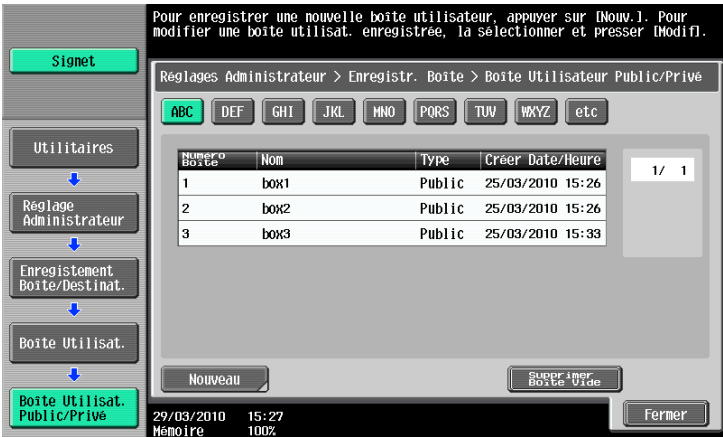 Pour enregistrer une nouvelle boîte utilisateur, appuyer sur [Nouv.]. Pour
modifier une boîte utilisat. enregistrée, la sélectionner et presser [Modif].
Signet
Réglages Administrateur > Enregistr. Boîte > Boîte Utilisateur Public/Privé
ABC DEF GHI JKL MNO PQRS TUV WXYZ etc
Utilitaires
Réglage
Administrateur
Enregistement
Boîte/Destinat.
Boîte Utilisat.
Boîte Utilisat.
Public/Privé
Numéro
Boîte Nom Type Créer Date/Heure
1 box1 Public 25/03/2010 15:26
2 box2 Public 25/03/2010 15:26
3 box3 Public 25/03/2010 15:33
1/ 1
Nouveau
Supprimer
Boîte Vide
29/03/2010 15:27
Mémoire 100%
Fermer